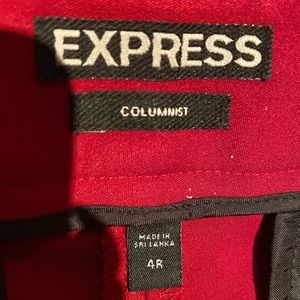 EXPRESS
COLUMNIST
MADE IN
SRI LANKA
4R